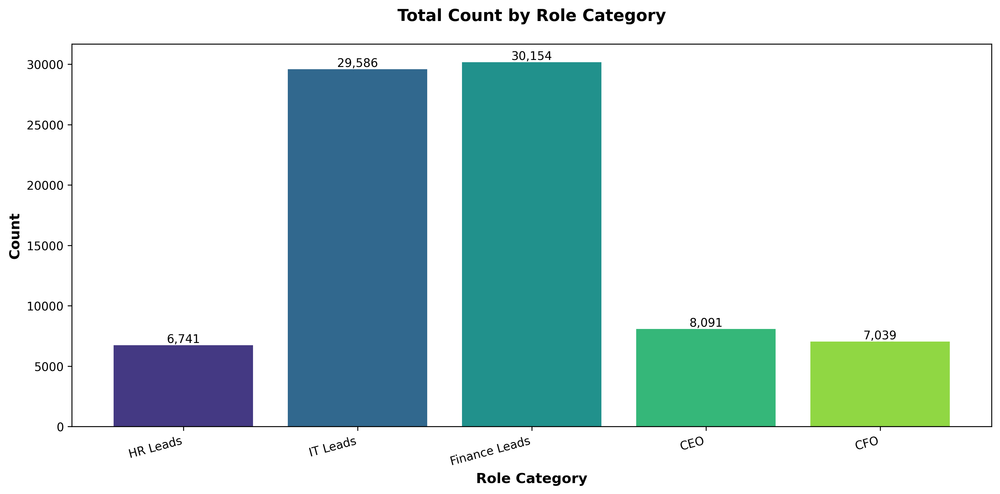 Total Count by Role Category
30,154
29,586
30000
25000
20000
15000
10000
5000
0
Count
8,091
7,039
6,741
HR Leads
IT Leads
Finance Leads
CEO
CFO
Role Category